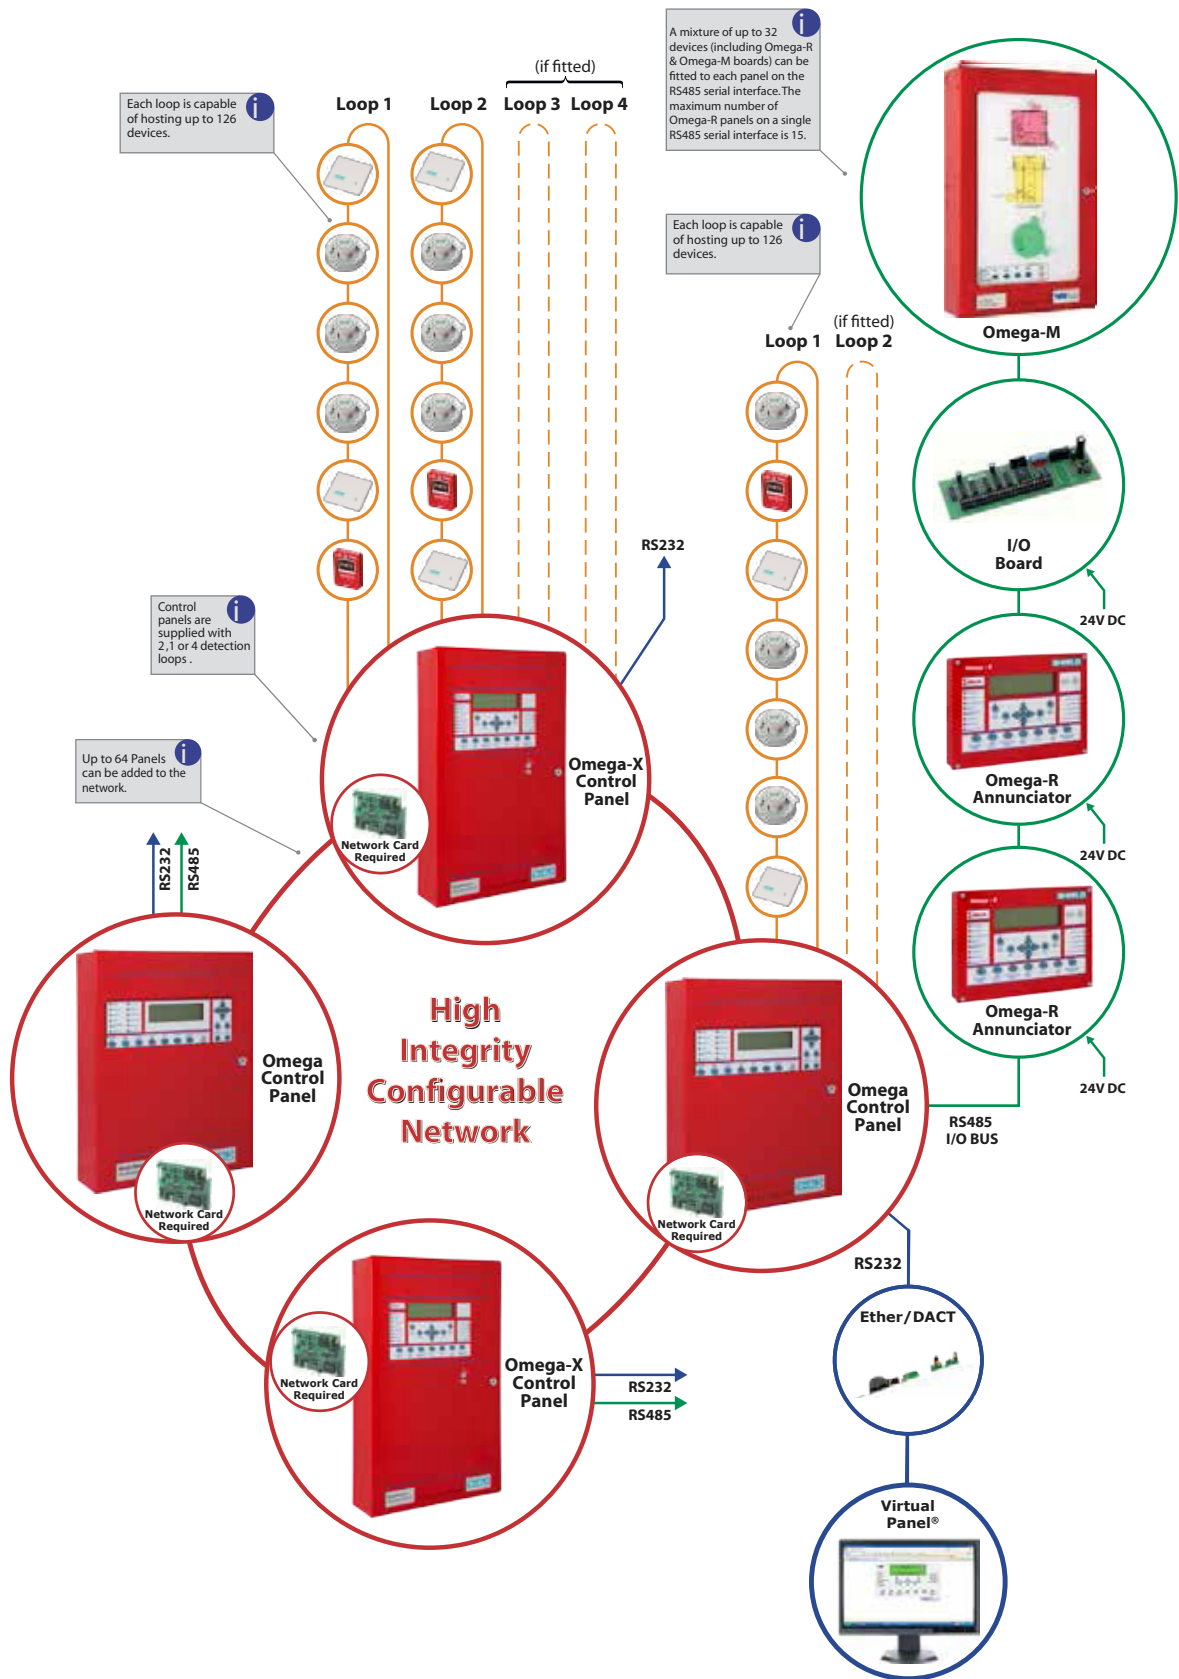 A mixture of up to 32
devices (including Omega-R
& Omega-M boards) can be
fitted to each panel on the
RS485 serial interface. The
maximum number of
Omega-R panels on a single
RS485 serial interface is 15.
Each loop is capable
of hosting up to 126
devices.
(if fitted)
Loop 1 Loop 2 Loop 3 Loop 4
Each loop is capable
of hosting up to 126
devices.
(if fitted)
Loop 1 Loop 2
Omega-M
I/O
Board
24V DC
RS232
Control
panels are
supplied with
2,1 or 4 detection
loops .
Omega-R
Annunciator
24V DC
Up to 64 Panels
can be added to the
network.
Omega-X
Control
Panel
Network Card
Required
RS232
RS485
Omega-R
Annunciator
24V DC
Omega
Control
Panel
Network Card
Required
High
Integrity
Configurable
Network
Omega
Control
Panel
Network Card
Required
RS485
I/O BUS
RS232
Omega-X
Control
Panel
Network Card
Required
RS232
RS485
Ether/DACT
Virtual
Panel®